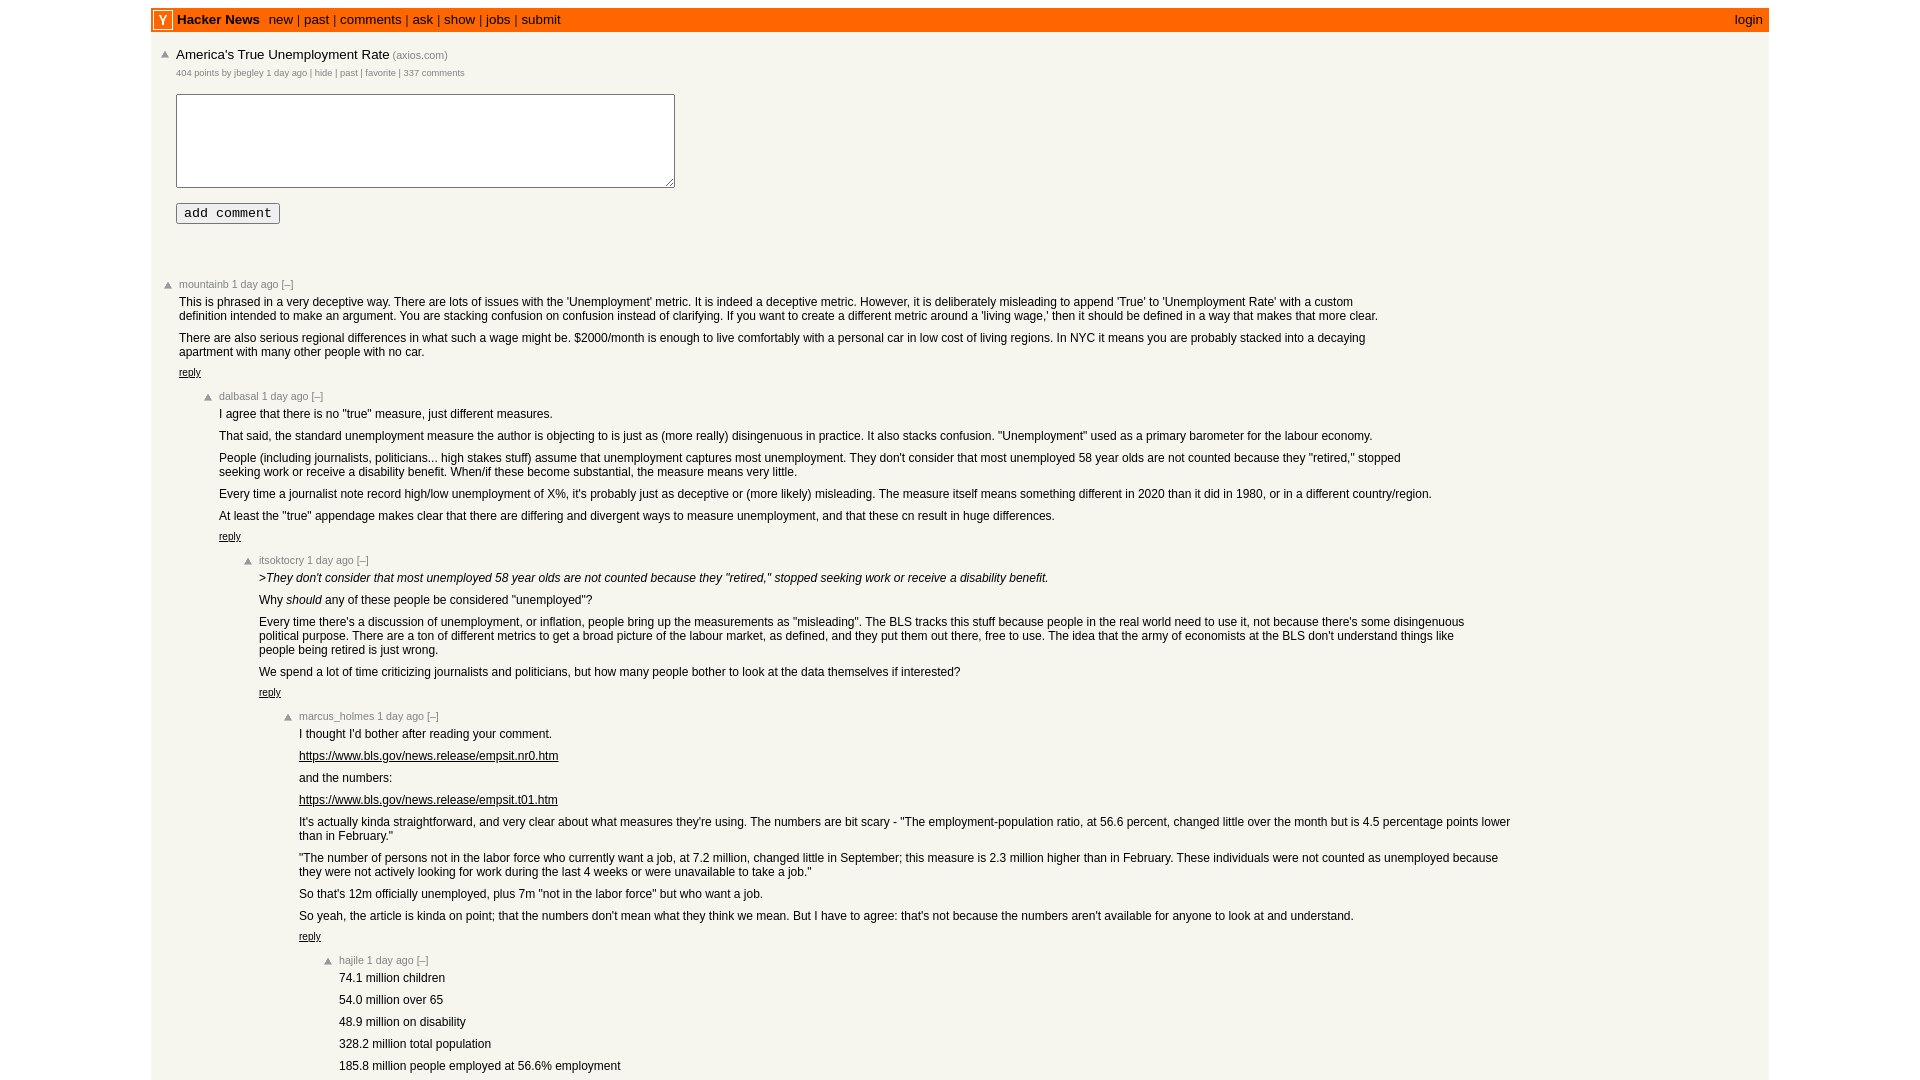 Y Hacker News new | past | comments | ask | show | jobs | submit login
America's True Unemployment Rate (axios.com)
404 points by jbegley 1 day ago | hide | past | favorite | 337 comments
add comment
mountainb 1 day ago [–]
This is phrased in a very deceptive way. There are lots of issues with the 'Unemployment' metric. It is indeed a deceptive metric. However, it is deliberately misleading to append 'True' to 'Unemployment Rate' with a custom
definition intended to make an argument. You are stacking confusion on confusion instead of clarifying. If you want to create a different metric around a 'living wage,' then it should be defined in a way that makes that more clear.
There are also serious regional differences in what such a wage might be. $2000/month is enough to live comfortably with a personal car in low cost of living regions. In NYC it means you are probably stacked into a decaying
apartment with many other people with no car.
reply
dalbasal 1 day ago [–]
I agree that there is no "true" measure, just different measures.
That said, the standard unemployment measure the author is objecting to is just as (more really) disingenuous in practice. It also stacks confusion. "Unemployment" used as a primary barometer for the labour economy.
People (including journalists, politicians... high stakes stuff) assume that unemployment captures most unemployment. They don't consider that most unemployed 58 year olds are not counted because they "retired," stopped
seeking work or receive a disability benefit. When/if these become substantial, the measure means very little.
Every time a journalist note record high/low unemployment of X%, it's probably just as deceptive or (more likely) misleading. The measure itself means something different in 2020 than it did in 1980, or in a different country/region.
At least the "true" appendage makes clear that there are differing and divergent ways to measure unemployment, and that these cn result in huge differences.
reply
itsoktocry 1 day ago [–]
>They don't consider that most unemployed 58 year olds are not counted because they "retired," stopped seeking work or receive a disability benefit.
Why should any of these people be considered "unemployed"?
Every time there's a discussion of unemployment, or inflation, people bring up the measurements as "misleading". The BLS tracks this stuff because people in the real world need to use it, not because there's some disingenuous
political purpose. There are a ton of different metrics to get a broad picture of the labour market, as defined, and they put them out there, free to use. The idea that the army of economists at the BLS don't understand things like
people being retired is just wrong.
We spend a lot of time criticizing journalists and politicians, but how many people bother to look at the data themselves if interested?
reply
marcus_holmes 1 day ago [–]
I thought I'd bother after reading your comment.
https://www.bls.gov/news.release/empsit.nr0.htm
and the numbers:
https://www.bls.gov/news.release/empsit.t01.htm
It's actually kinda straightforward, and very clear about what measures they're using. The numbers are bit scary - "The employment-population ratio, at 56.6 percent, changed little over the month but is 4.5 percentage points lower
than in February."
"The number of persons not in the labor force who currently want a job, at 7.2 million, changed little in September; this measure is 2.3 million higher than in February. These individuals were not counted as unemployed because
they were not actively looking for work during the last 4 weeks or were unavailable to take a job."
So that's 12m officially unemployed, plus 7m "not in the labor force" but who want a job.
So yeah, the article is kinda on point; that the numbers don't mean what they think we mean. But I have to agree: that's not because the numbers aren't available for anyone to look at and understand.
reply
hajile 1 day ago [–]
74.1 million children
54.0 million over 65
48.9 million on disability
328.2 million total population
185.8 million people employed at 56.6% employment